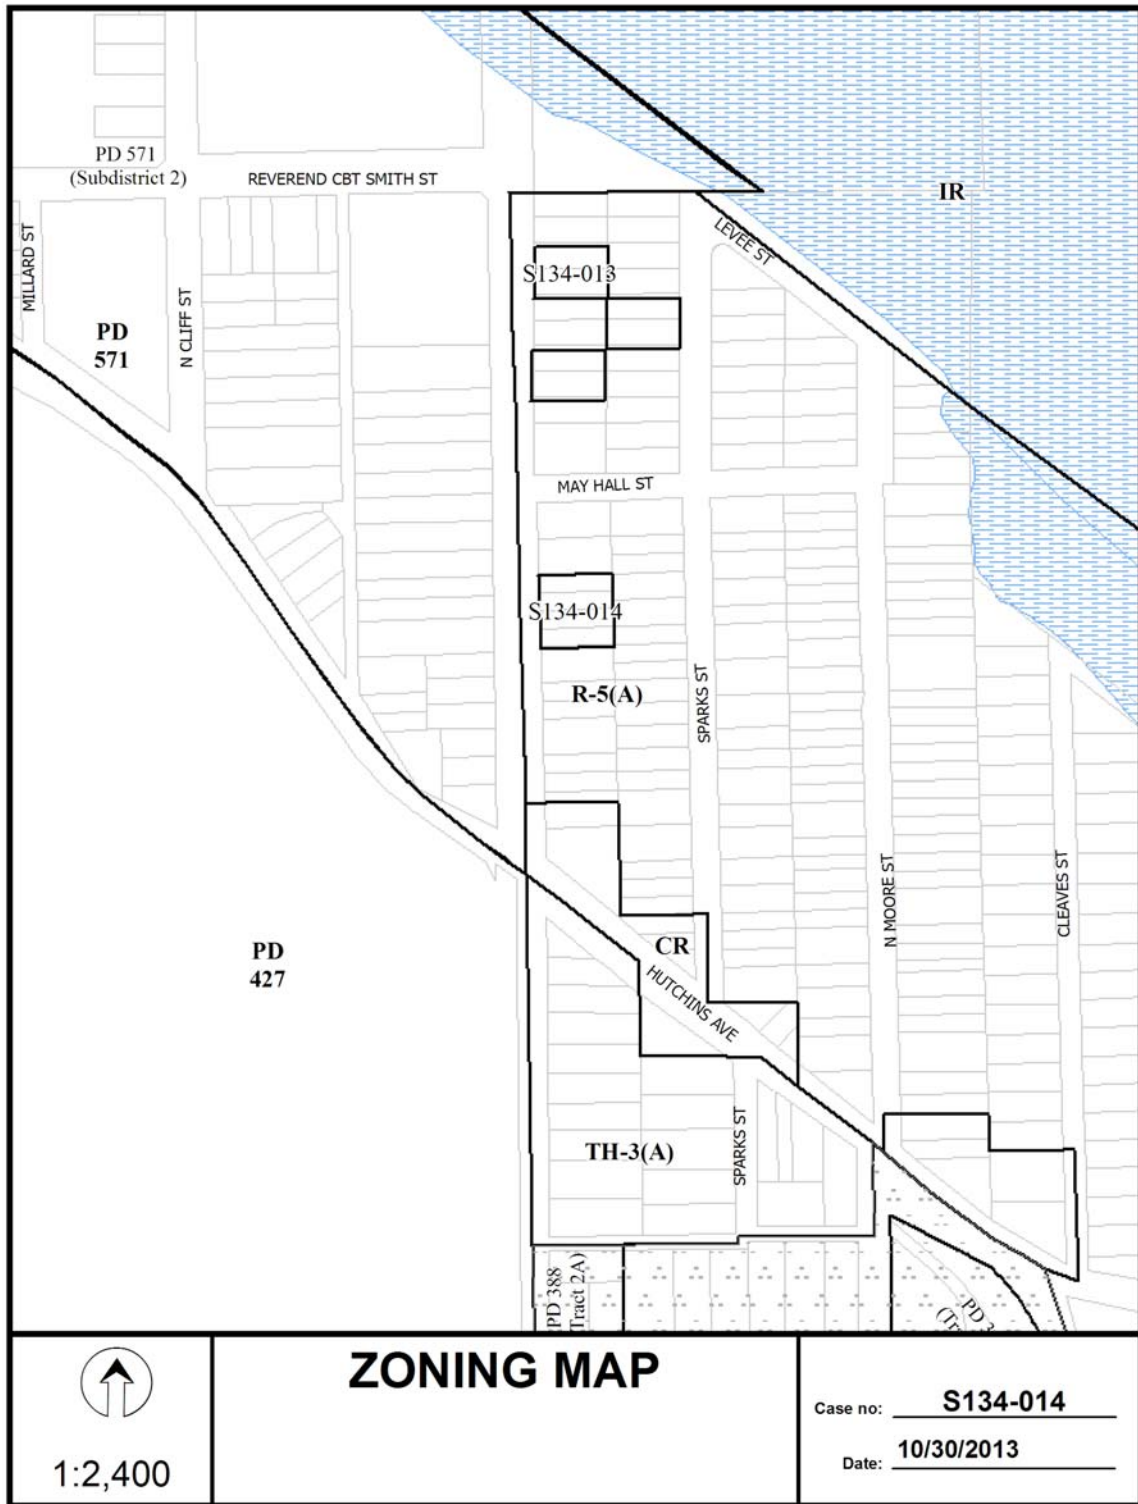 PD 571
(Subdistrict 2)
REVEREND CBT SMITH ST
IR
LEVEE ST
MILLARD ST
N CLIFF ST
S134-013
PD
571
MAY HALL ST
S134-014
R-5(A)
SPARKS ST
N MOORE ST
CLEAVES ST
PD
427
CR
HUTCHINS AVE
TH-3(A)
SPARKS ST
PD 388
(Tract 2A)
PD 3
(Tr
ZONING MAP
1:2,400
Case no: S134-014
Date: 10/30/2013